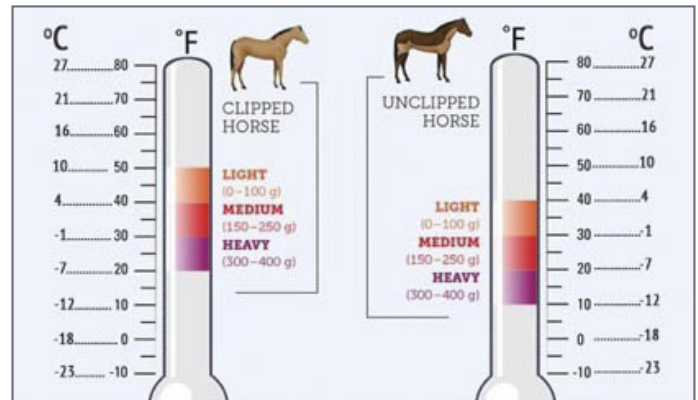 °C °F °F °C
27 80 80 27
21 70 70 21
16 60 60 16
10 50 50 10
4 40 40 4
-1 30 30 -1
-7 20 20 -7
-12 10 10 -12
-18 0 0 -18
-23 -10 -10 -23
CLIPPED
HORSE
LIGHT
(0–100 g)
MEDIUM
(150–250 g)
HEAVY
(300–400 g)
UNCLIPPED
HORSE
LIGHT
(0–100 g)
MEDIUM
(150–250 g)
HEAVY
(300–400 g)